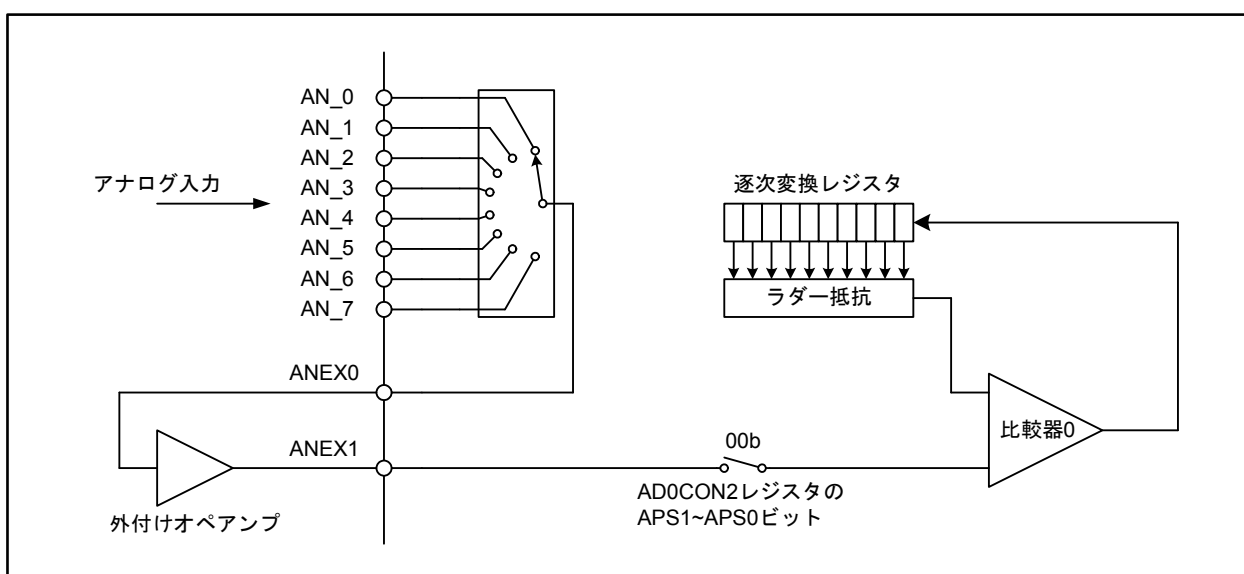 AN_0
AN_1
AN_2
AN_3
AN_4
AN_5
AN_6
AN_7
アナログ入力
逐次変換レジスタ
ラダー抵抗
ANEX0
ANEX1
外付けオペアンプ
00b
AD0CON2レジスタの
APS1~APS0ビット
比較器0